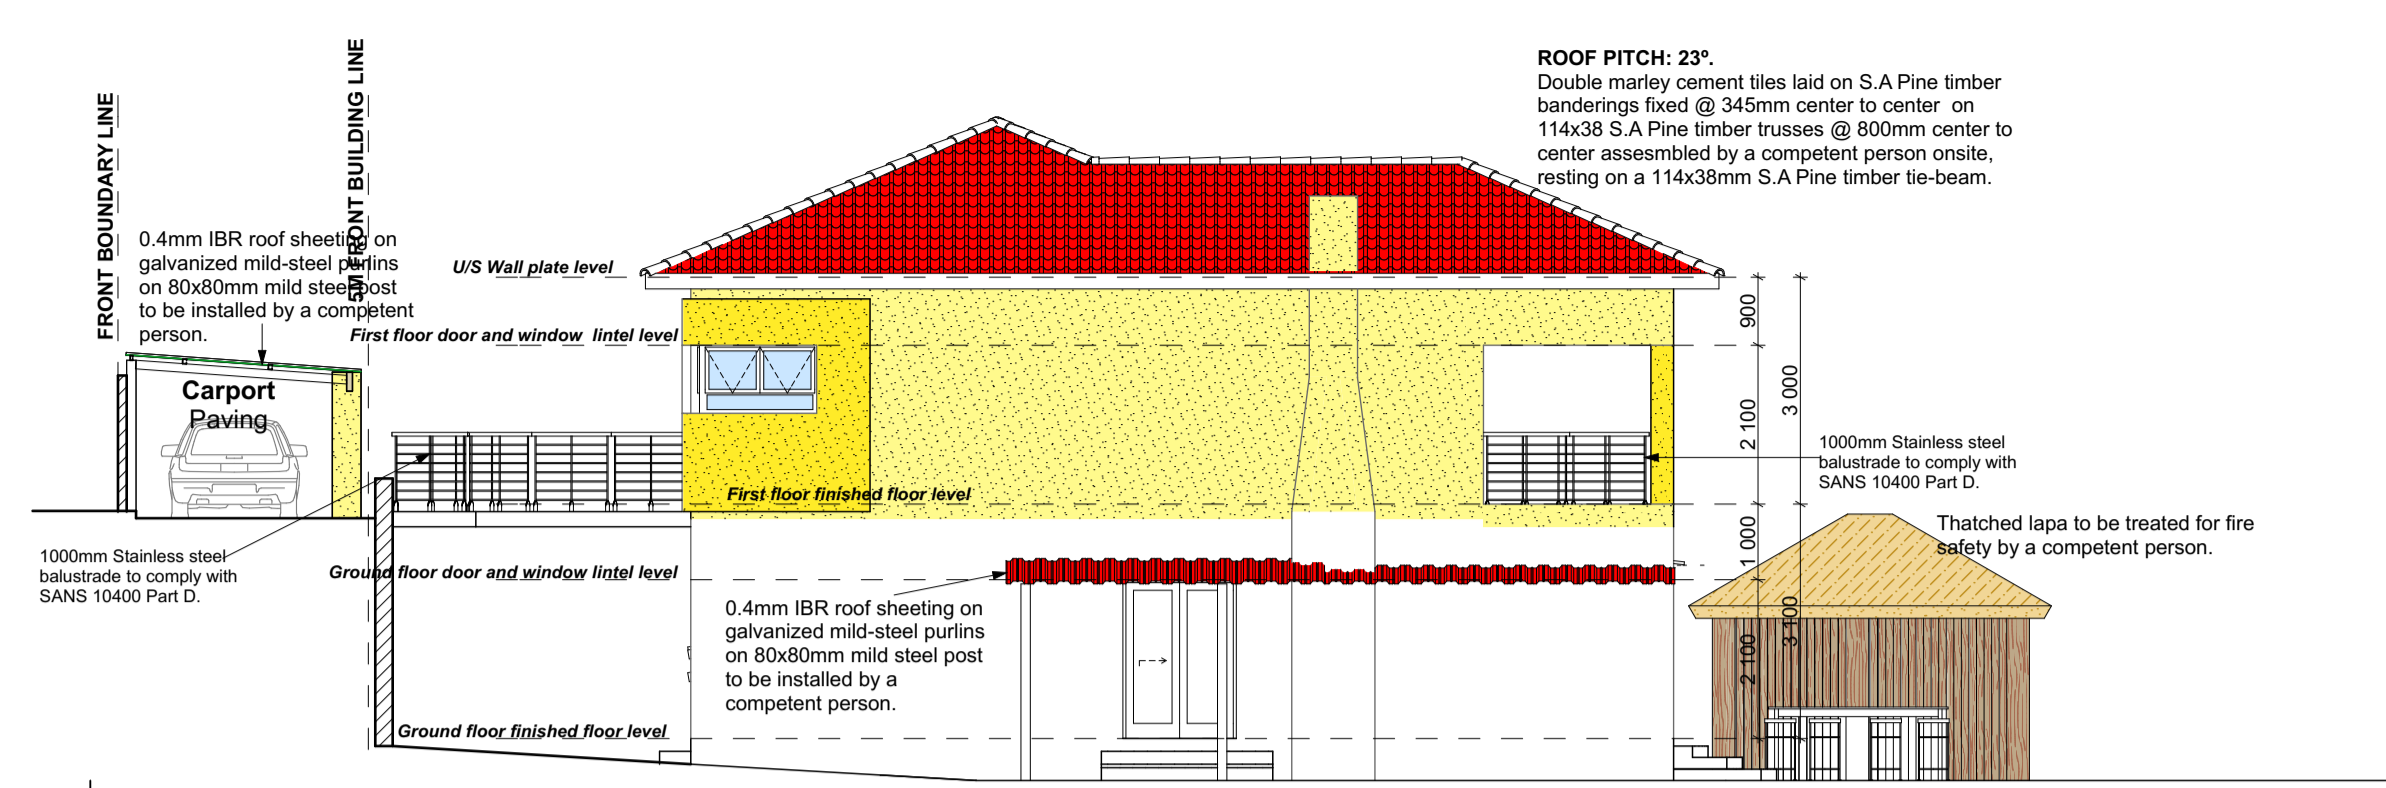 FRONT BOUNDARY LINE
5M FRONT BUILDING LINE
ROOF PITCH: 23º.
Double marley cement tiles laid on S.A Pine timber
banderings fixed @ 345mm center to center on
114x38 S.A Pine timber trusses @ 800mm center to
center assesmbled by a competent person onsite,
resting on a 114x38mm S.A Pine timber tie-beam.
0.4mm IBR roof sheeting on
galvanized mild-steel purlins
on 80x80mm mild steel post
to be installed by a competent
person.
U/S Wall plate level
First floor door and window lintel level
Carport
Paving
900
2 100
3 000
1000mm Stainless steel
balustrade to comply with
SANS 10400 Part D.
First floor finished floor level
1000mm Stainless steel
balustrade to comply with
SANS 10400 Part D.
Ground floor door and window lintel level
1 000
Thatched lapa to be treated for fire
safety by a competent person.
0.4mm IBR roof sheeting on
galvanized mild-steel purlins
on 80x80mm mild steel post
to be installed by a
competent person.
2 100
3 100
Ground floor finished floor level